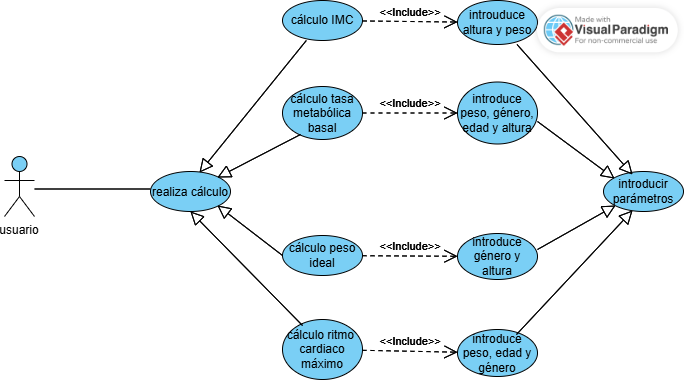 cálculo IMC
<<Include>>
introduce
altura y peso
Made with
Visual Paradigm
For non-commercial use
cálculo tasa
metabólica
basal
<<Include>>
introduce
peso, género,
edad y altura
usuario
realiza cálculo
introducir
parámetros
cálculo peso
ideal
<<Include>>
introduce
género y
altura
cálculo ritmo
cardiaco
máximo
<<Include>>
introduce
peso, edad y
género